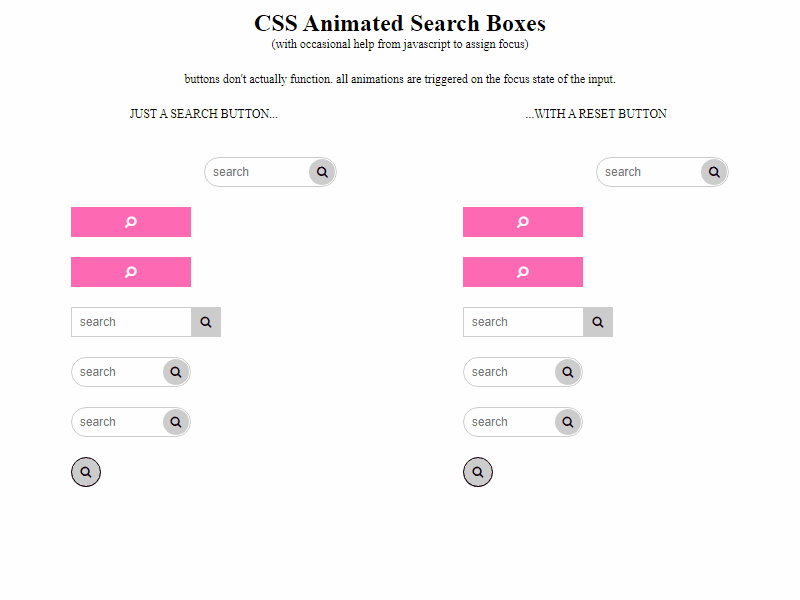 CSS Animated Search Boxes
(with occasional help from javascript to assign focus)
buttons don't actually function. all animations are triggered on the focus state of the input.
JUST A SEARCH BUTTON...
...WITH A RESET BUTTON
search
search
search
search
search
search
search
search